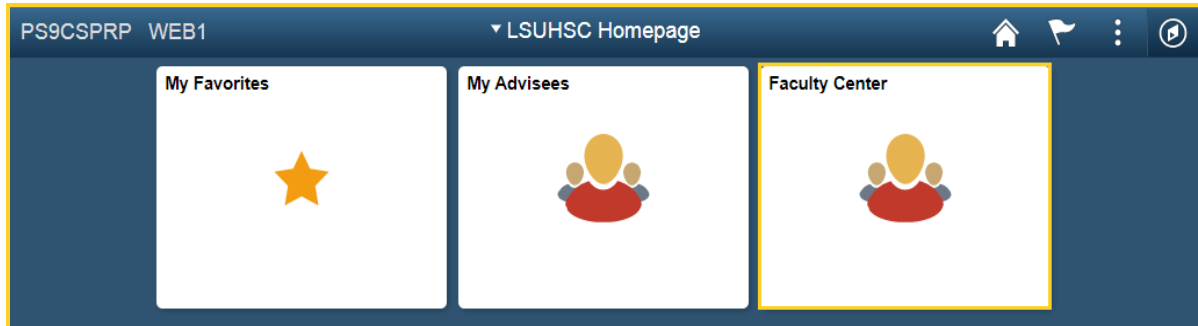 PS9CSPRP WEB1 LSUHSC Homepage
My Favorites My Advisees Faculty Center